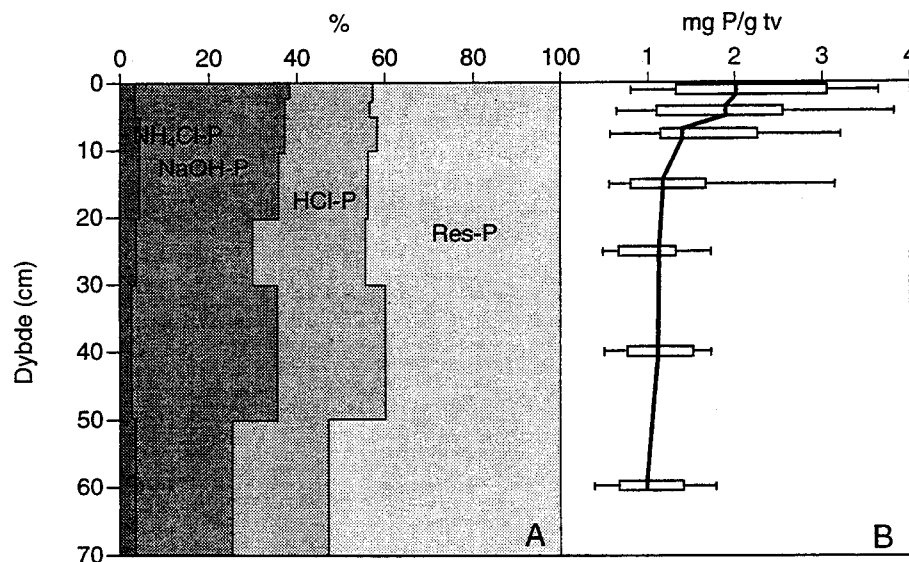 %
mg P/g tv
0 20 40 60 80 100
1 2 3 4
Dybde (cm)
0
10
20
30
40
50
60
70
NH₄Cl-P
NaOH-P
HCl-P
Res-P
A
B